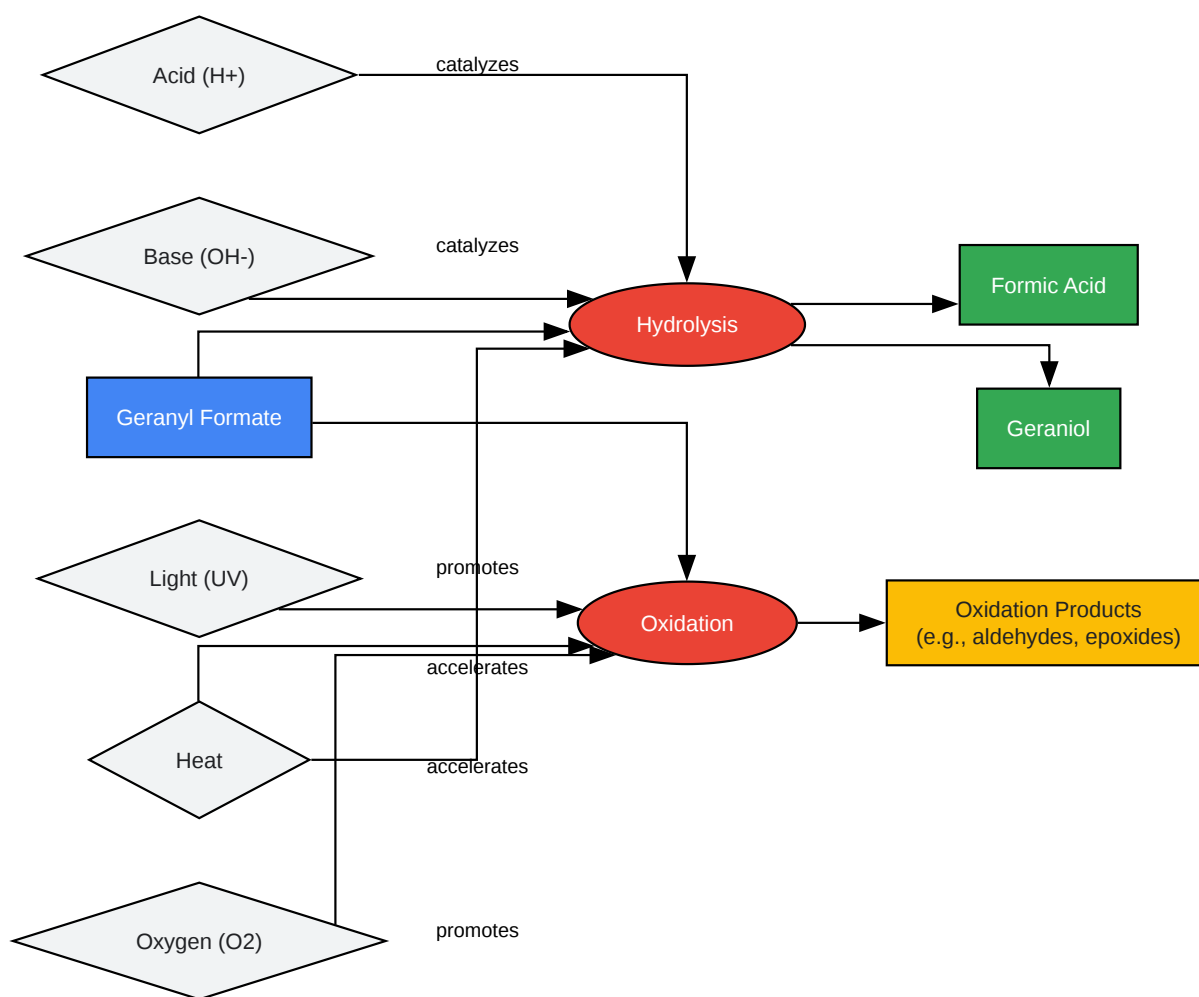 Acid (H+)
catalyzes
Base (OH-)
catalyzes
Formic Acid
Hydrolysis
Geranyl Formate
Geraniol
Light (UV)
promotes
Oxidation
Oxidation Products
(e.g., aldehydes, epoxides)
accelerates
Heat
accelerates
Oxygen (O2)
promotes